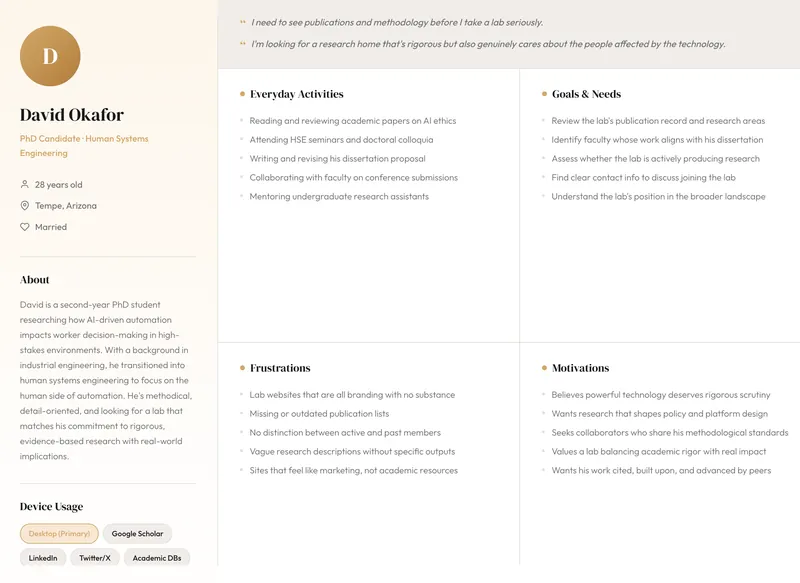 D
David Okafor
PhD Candidate · Human Systems
Engineering
28 years old
Tempe, Arizona
Married
About
David is a second-year PhD student
researching how AI-driven automation
impacts worker decision-making in high-
stakes environments. With a background in
industrial engineering, he transitioned into
human systems engineering to focus on the
human side of automation. He's methodical,
detail-oriented, and looking for a lab that
matches his commitment to rigorous,
evidence-based research with real-world
implications.
Device Usage
Desktop (Primary)
Google Scholar
LinkedIn
Twitter/X
Academic DBs
“ I need to see publications and methodology before I take a lab seriously.
“ I'm looking for a research home that's rigorous but also genuinely cares about the people affected by the technology.
Everyday Activities
Reading and reviewing academic papers on AI ethics
Attending HSE seminars and doctoral colloquia
Writing and revising his dissertation proposal
Collaborating with faculty on conference submissions
Mentoring undergraduate research assistants
Goals & Needs
Review the lab's publication record and research areas
Identify faculty whose work aligns with his dissertation
Assess whether the lab is actively producing research
Find clear contact info to discuss joining the lab
Understand the lab's position in the broader landscape
Frustrations
Lab websites that are all branding with no substance
Missing or outdated publication lists
No distinction between active and past members
Vague research descriptions without specific outputs
Sites that feel like marketing, not academic resources
Motivations
Believes powerful technology deserves rigorous scrutiny
Wants research that shapes policy and platform design
Seeks collaborators who share his methodological standards
Values a lab balancing academic rigor with real impact
Wants his work cited, built upon, and advanced by peers